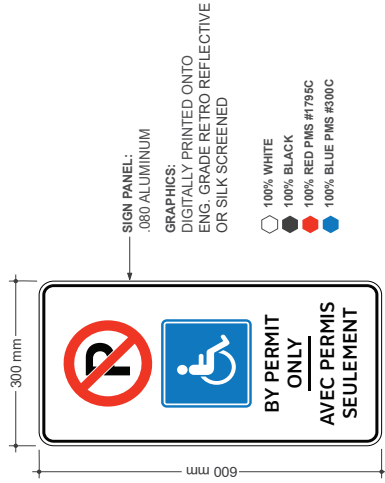 300 mm
600 mm
P
BY PERMIT
ONLY
AVEC PERMIS
SEULEMENT
SIGN PANEL:
.080 ALUMINUM
GRAPHICS:
DIGITALLY PRINTED ONTO
ENG. GRADE RETRO REFLECTIVE
OR SILK SCREENED
100% WHITE
100% BLACK
100% RED PMS #1795C
100% BLUE PMS #300C